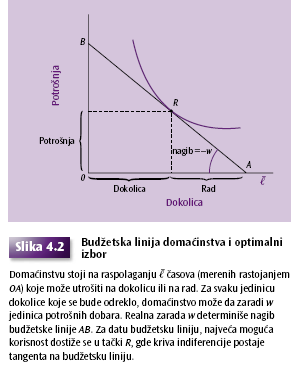 B
Potrošnja
R
Potrošnja
nagib = –w
A
0
ℓ̄
Dokolica
Rad
Dokolica
Slika 4.2
Budžetska linija domaćinstva i optimalni
izbor
Domaćinstvu stoji na raspolaganju ℓ̄ časova (merenih rastojanjem
OA) koje može utrošiti na dokolicu ili na rad. Za svaku jedinicu
dokolice koje se bude odreklo, domaćinstvo može da zaradi w
jedinica potrošnih dobara. Realna zarada w determiniše nagib
budžetske linije AB. Za datu budžetsku liniju, najveća moguća
korisnost dostiže se u tački R, gde kriva indiferencije postaje
tangenta na budžetsku liniju.